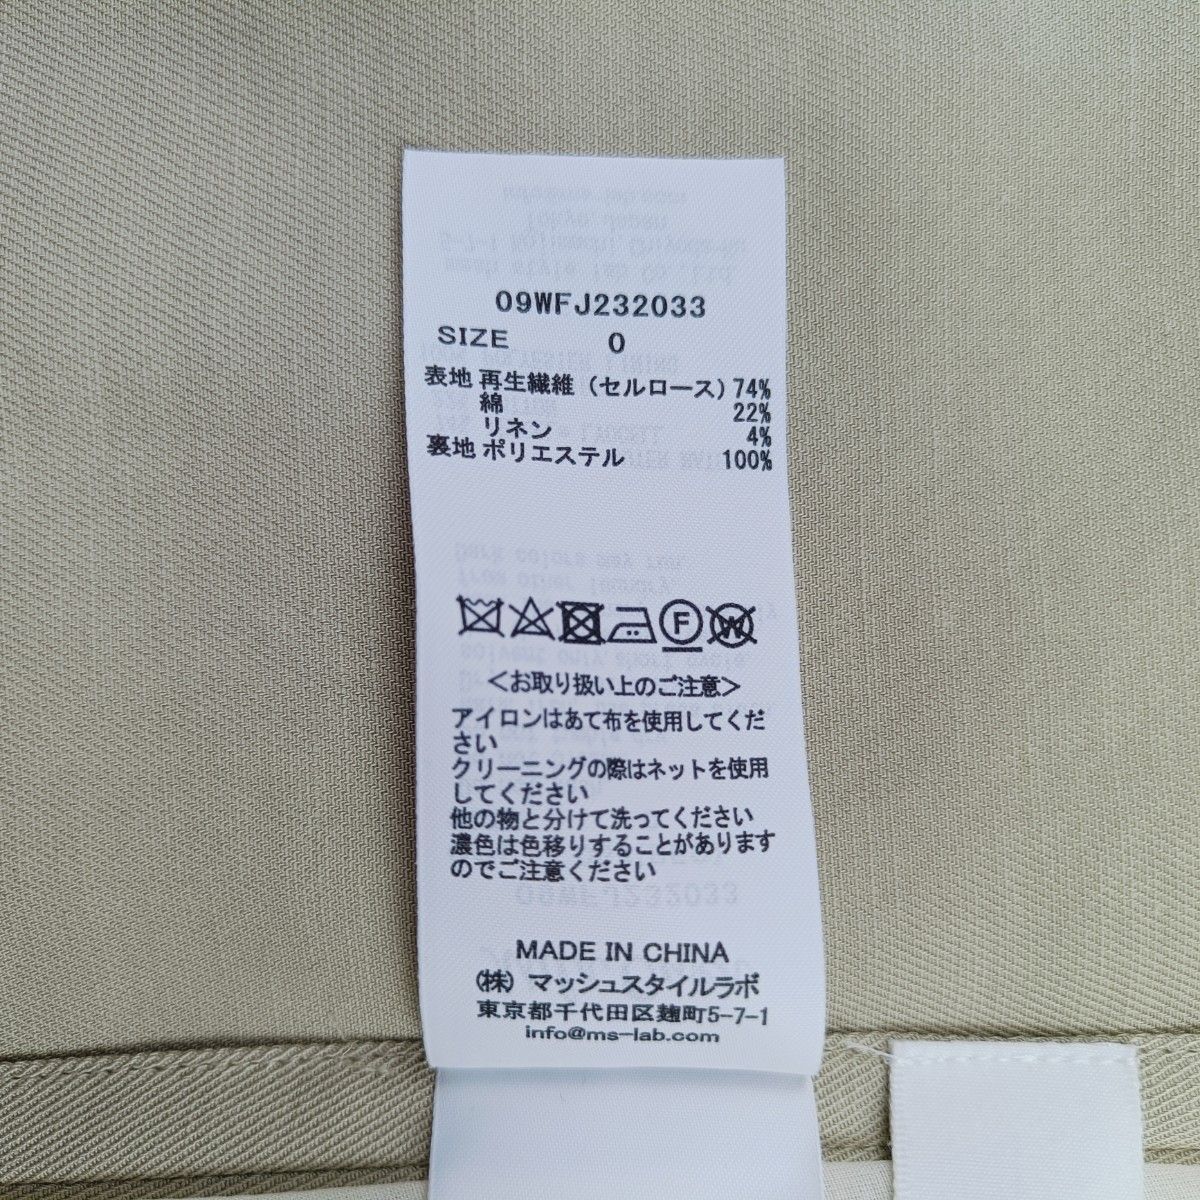 09WFJ232033
SIZE 0
表地 再生繊維（セルロース）74%
綿 22%
リネン 4%
裏地 ポリエステル 100%
F W
＜お取り扱い上のご注意＞
アイロンはあて布を使用してくだ
さい
クリーニングの際はネットを使用
してください
他の物と分けて洗ってください
濃色は色移りすることがあります
のでご注意ください
MADE IN CHINA
（株）マッシュスタイルラボ
東京都千代田区麹町5-7-1
info@ms-lab.com